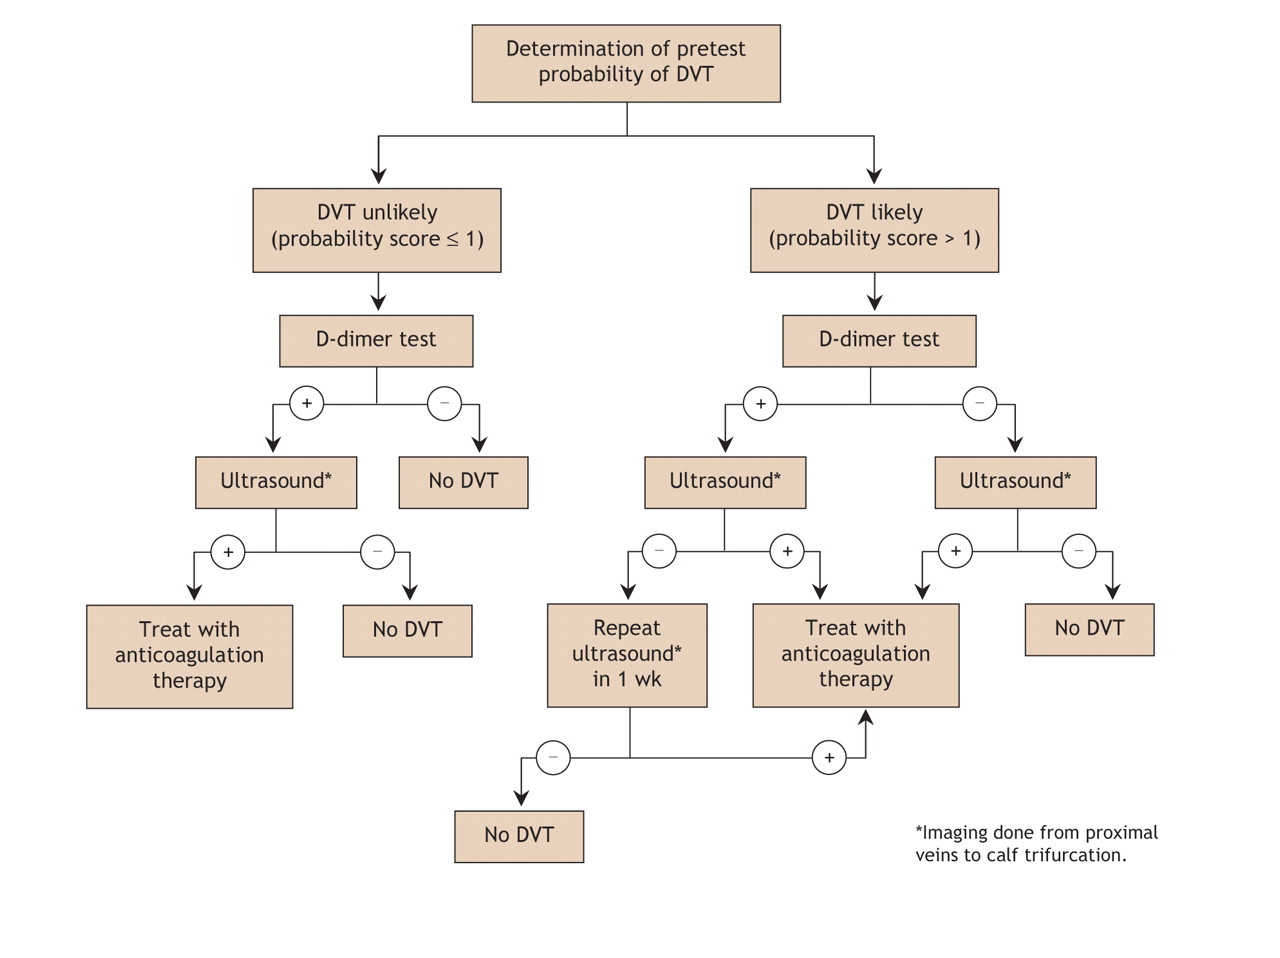 Determination of pretest
probability of DVT
DVT unlikely
(probability score ≤ 1)
DVT likely
(probability score > 1)
D-dimer test
D-dimer test
+
−
+
−
Ultrasound*
No DVT
Ultrasound*
Ultrasound*
+
−
−
+
+
−
Treat with
anticoagulation
therapy
No DVT
Repeat
ultrasound*
in 1 wk
Treat with
anticoagulation
therapy
No DVT
−
+
No DVT
*Imaging done from proximal
veins to calf trifurcation.